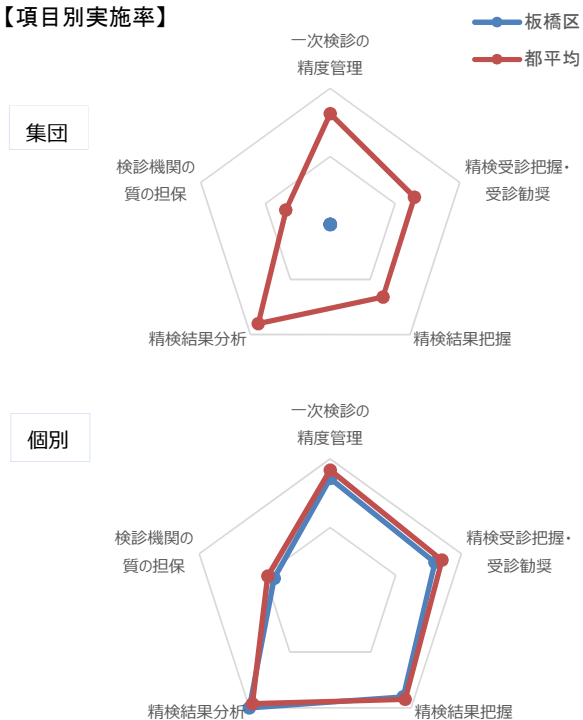 【項目別実施率】
板橋区
都平均
集団
一次検診の
精度管理
精検受診把握・
受診勧奨
精検結果把握
精検結果分析
検診機関の
質の担保
個別
一次検診の
精度管理
精検受診把握・
受診勧奨
精検結果把握
精検結果分析
検診機関の
質の担保